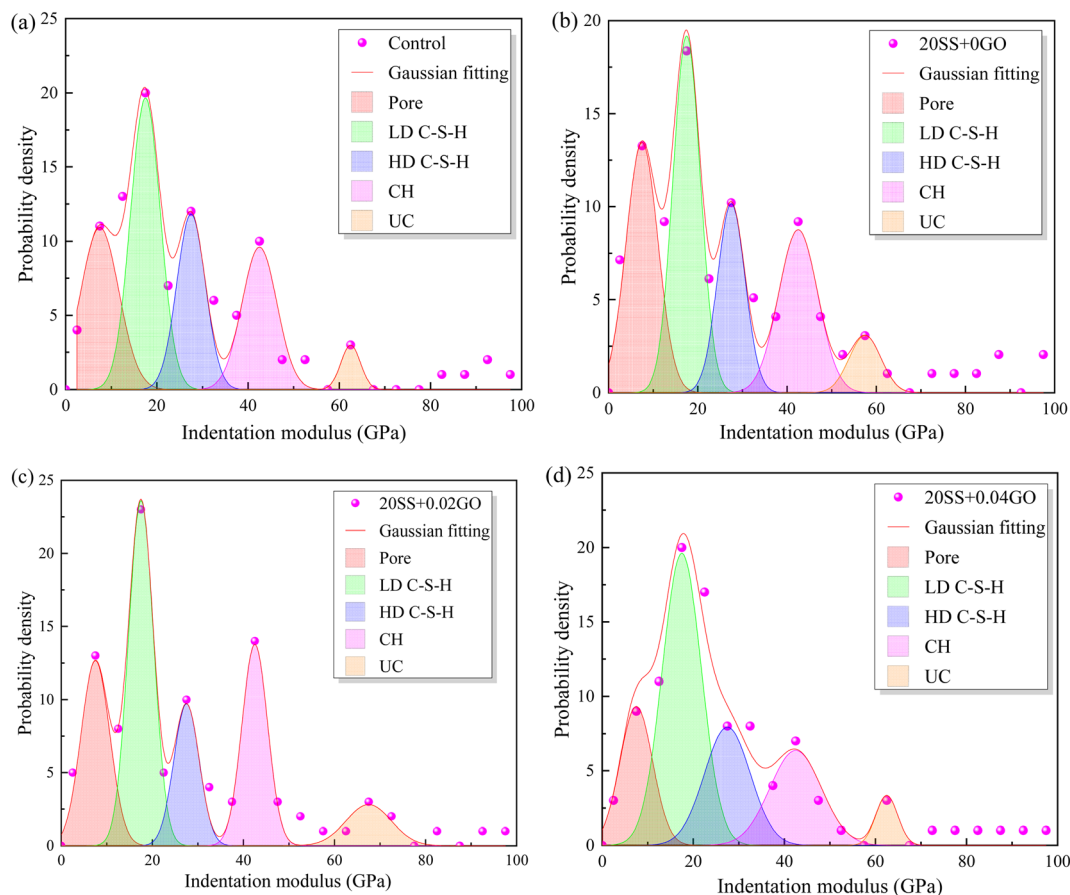 (a)
25
20
15
10
5
0
Probability density
Control
Gaussian fitting
Pore
LD C-S-H
HD C-S-H
CH
UC
0 20 40 60 80 100
Indentation modulus (GPa)
(b)
20
15
10
5
0
Probability density
20SS+0GO
Gaussian fitting
Pore
LD C-S-H
HD C-S-H
CH
UC
0 20 40 60 80 100
Indentation modulus (GPa)
(c)
25
20
15
10
5
0
Probability density
20SS+0.02GO
Gaussian fitting
Pore
LD C-S-H
HD C-S-H
CH
UC
0 20 40 60 80 100
Indentation modulus (GPa)
(d)
25
20
15
10
5
0
Probability density
20SS+0.04GO
Gaussian fitting
Pore
LD C-S-H
HD C-S-H
CH
UC
0 20 40 60 80 100
Indentation modulus (GPa)